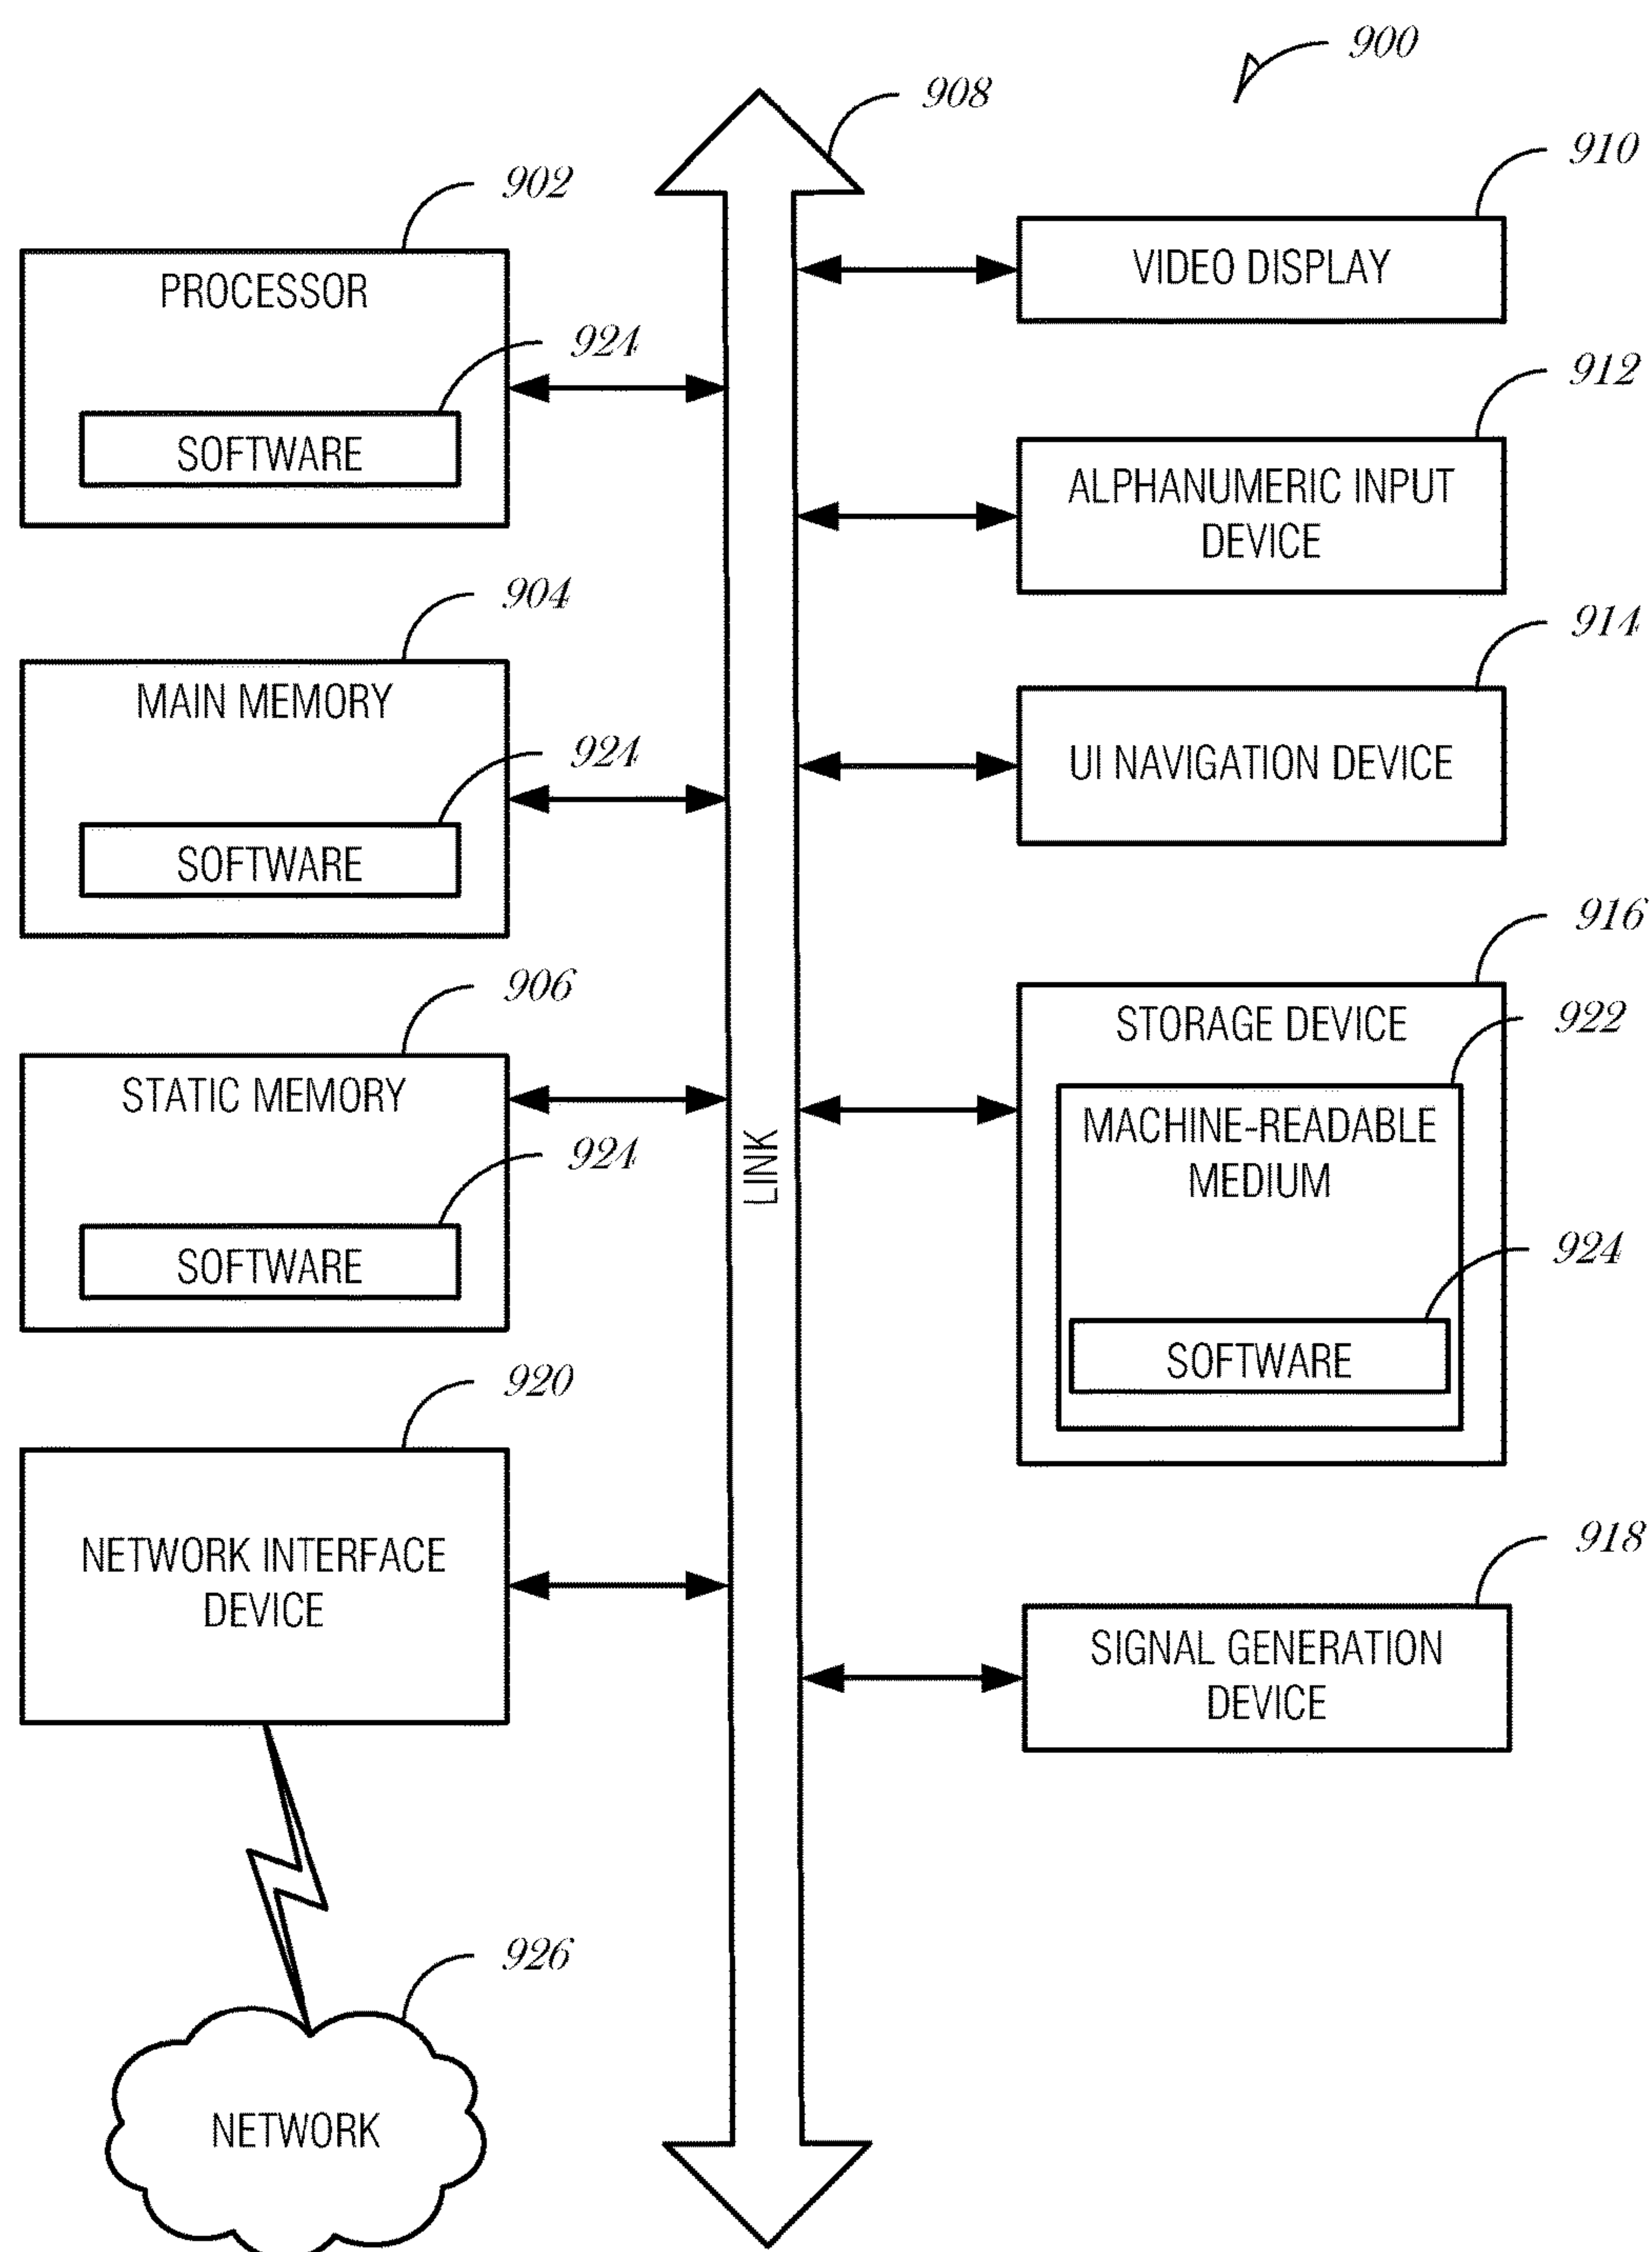 900
908
902
PROCESSOR
924
SOFTWARE
904
MAIN MEMORY
924
SOFTWARE
906
STATIC MEMORY
924
SOFTWARE
920
NETWORK INTERFACE
DEVICE
926
NETWORK
LINK
910
VIDEO DISPLAY
912
ALPHANUMERIC INPUT
DEVICE
914
UI NAVIGATION DEVICE
916
STORAGE DEVICE
922
MACHINE-READABLE
MEDIUM
924
SOFTWARE
918
SIGNAL GENERATION
DEVICE